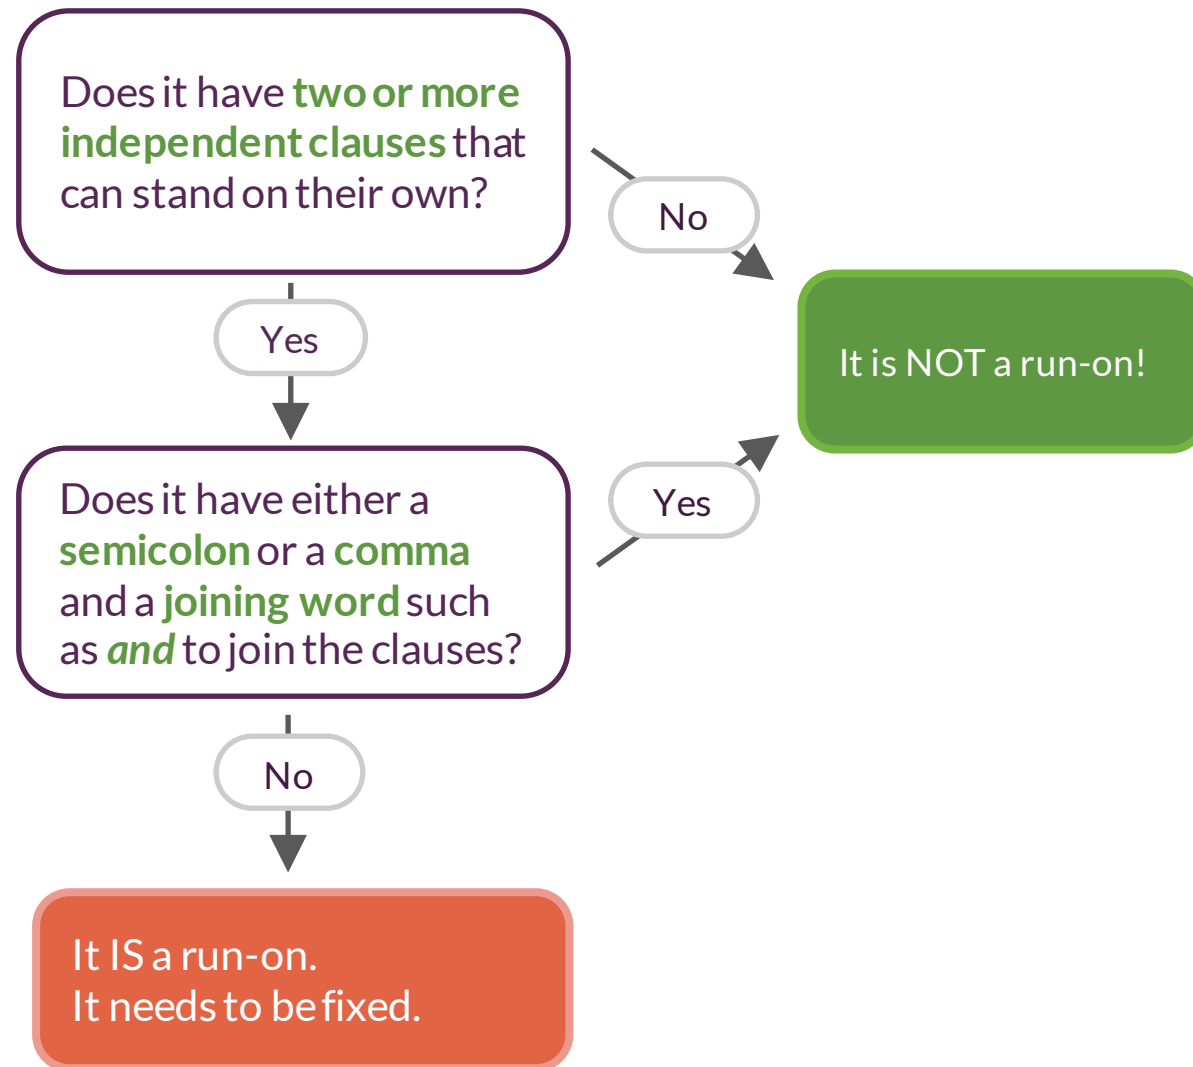 Does it have two or more
independent clauses that
can stand on their own?
No
Yes
It is NOT a run-on!
Does it have either a
semicolon or a comma
and a joining word such
as and to join the clauses?
Yes
No
It IS a run-on.
It needs to be fixed.